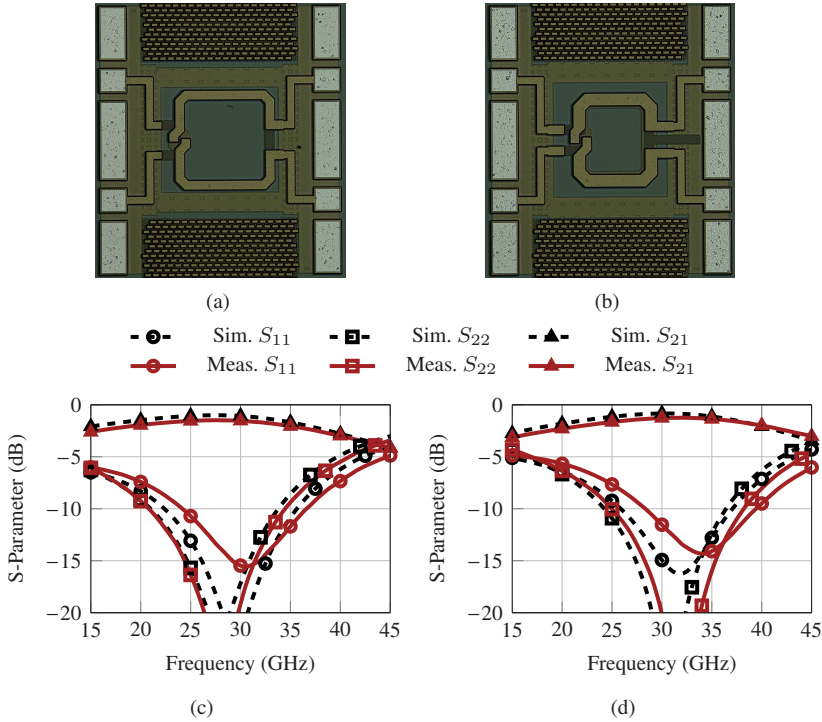 (a) (b)
Sim. S11 Sim. S22 Sim. S21
Meas. S11 Meas. S22 Meas. S21
S-Parameter (dB)
0
−5
−10
−15
−20
15 20 25 30 35 40 45
Frequency (GHz)
(c)
S-Parameter (dB)
0
−5
−10
−15
−20
15 20 25 30 35 40 45
Frequency (GHz)
(d)